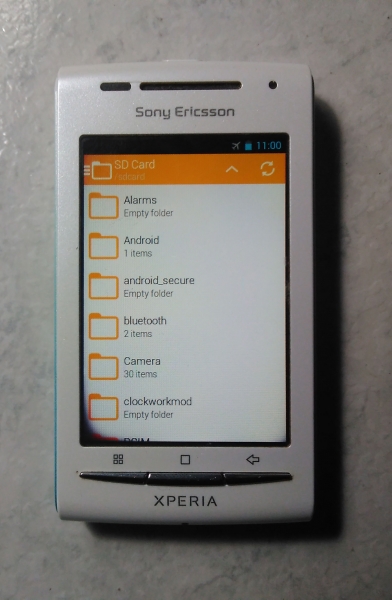 Sony Ericsson
11:00
SD Card
/sdcard
Alarms
Empty folder
Android
1 items
android_secure
Empty folder
bluetooth
2 items
Camera
30 items
clockworkmod
Empty folder
XPERIA